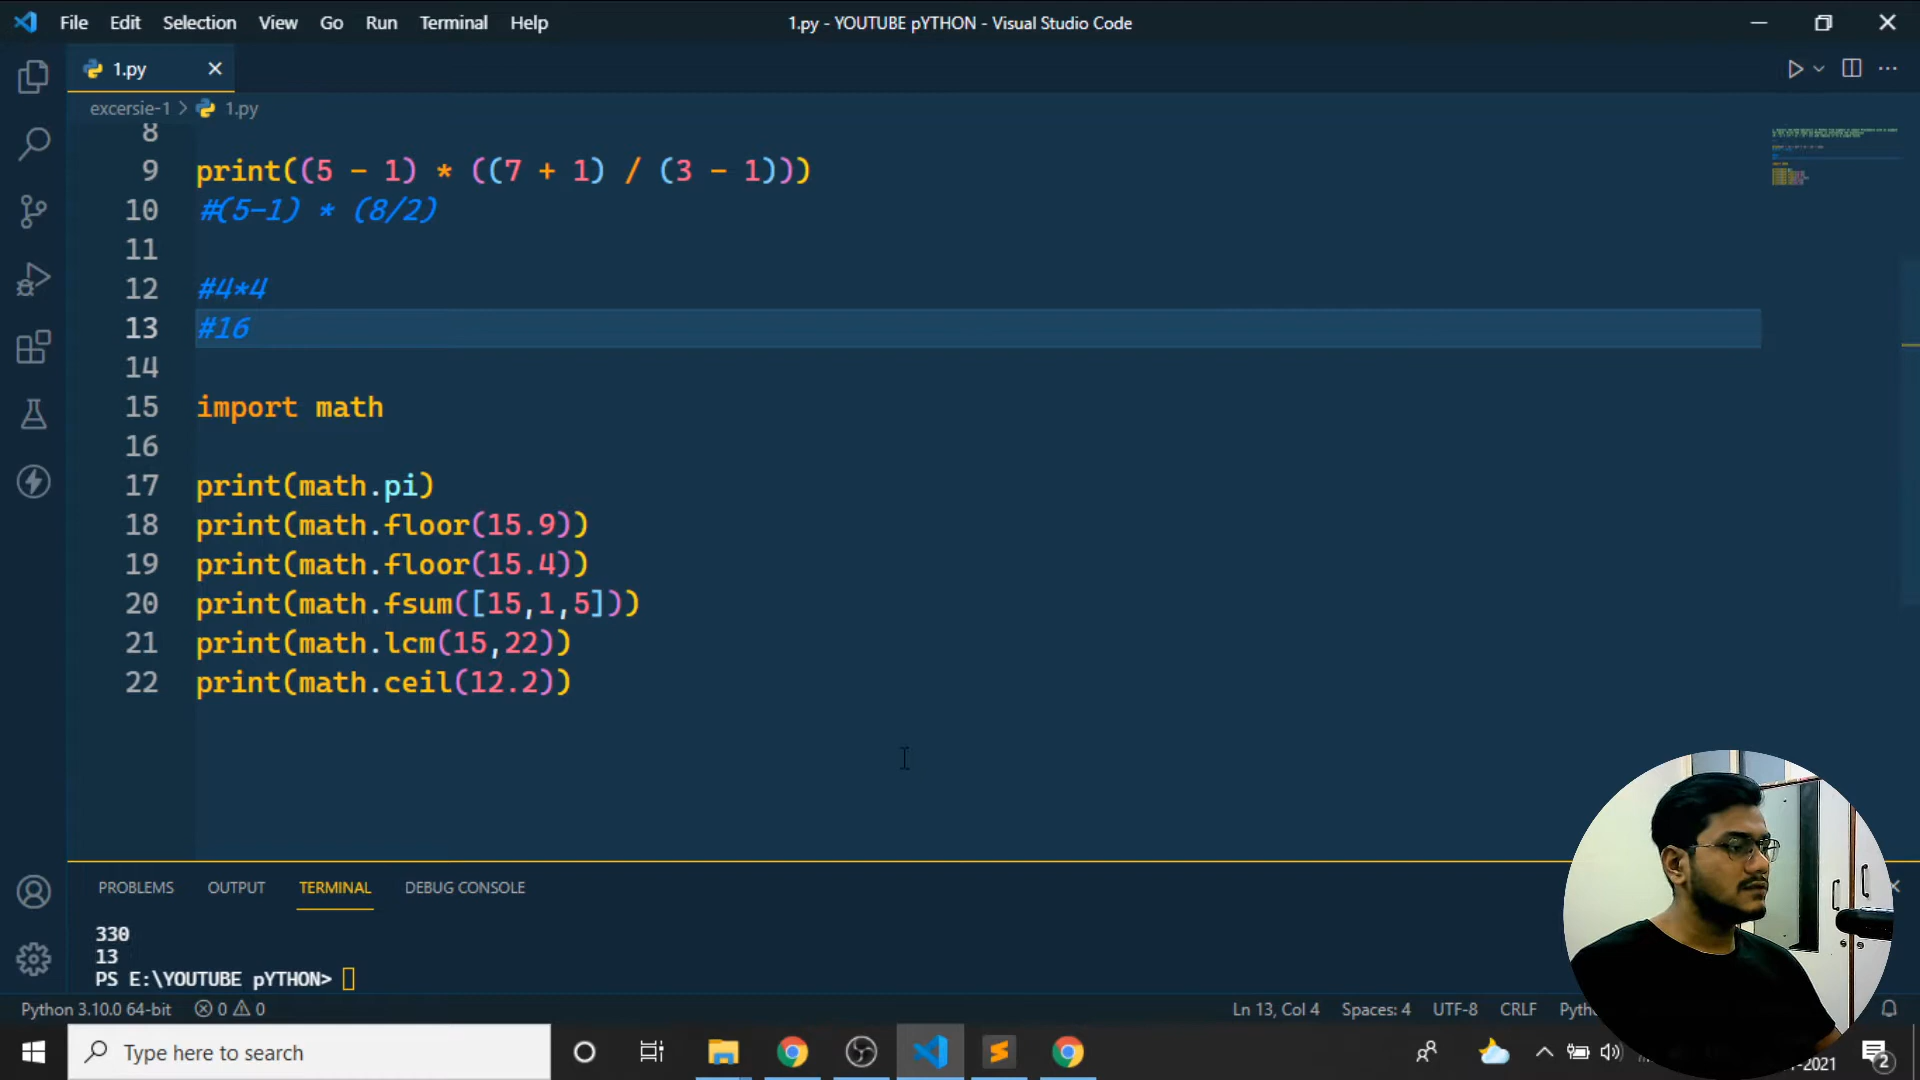 File Edit Selection View Go Run Terminal Help
1.py - YOUTUBE pYTHON - Visual Studio Code
1.py
excersie-1 > 1.py
8
9 print((5 - 1) * ((7 + 1) / (3 - 1)))
10 #(5-1) * (8/2)
11
12 #4*4
13 #16
14
15 import math
16
17 print(math.pi)
18 print(math.floor(15.9))
19 print(math.floor(15.4))
20 print(math.fsum([15,1,5]))
21 print(math.lcm(15,22))
22 print(math.ceil(12.2))
PROBLEMS OUTPUT TERMINAL DEBUG CONSOLE
330
13
PS E:\YOUTUBE pYTHON>
Python 3.10.0 64-bit 0 0 Ln 13, Col 4 Spaces: 4 UTF-8 CRLF
Type here to search
2021
2